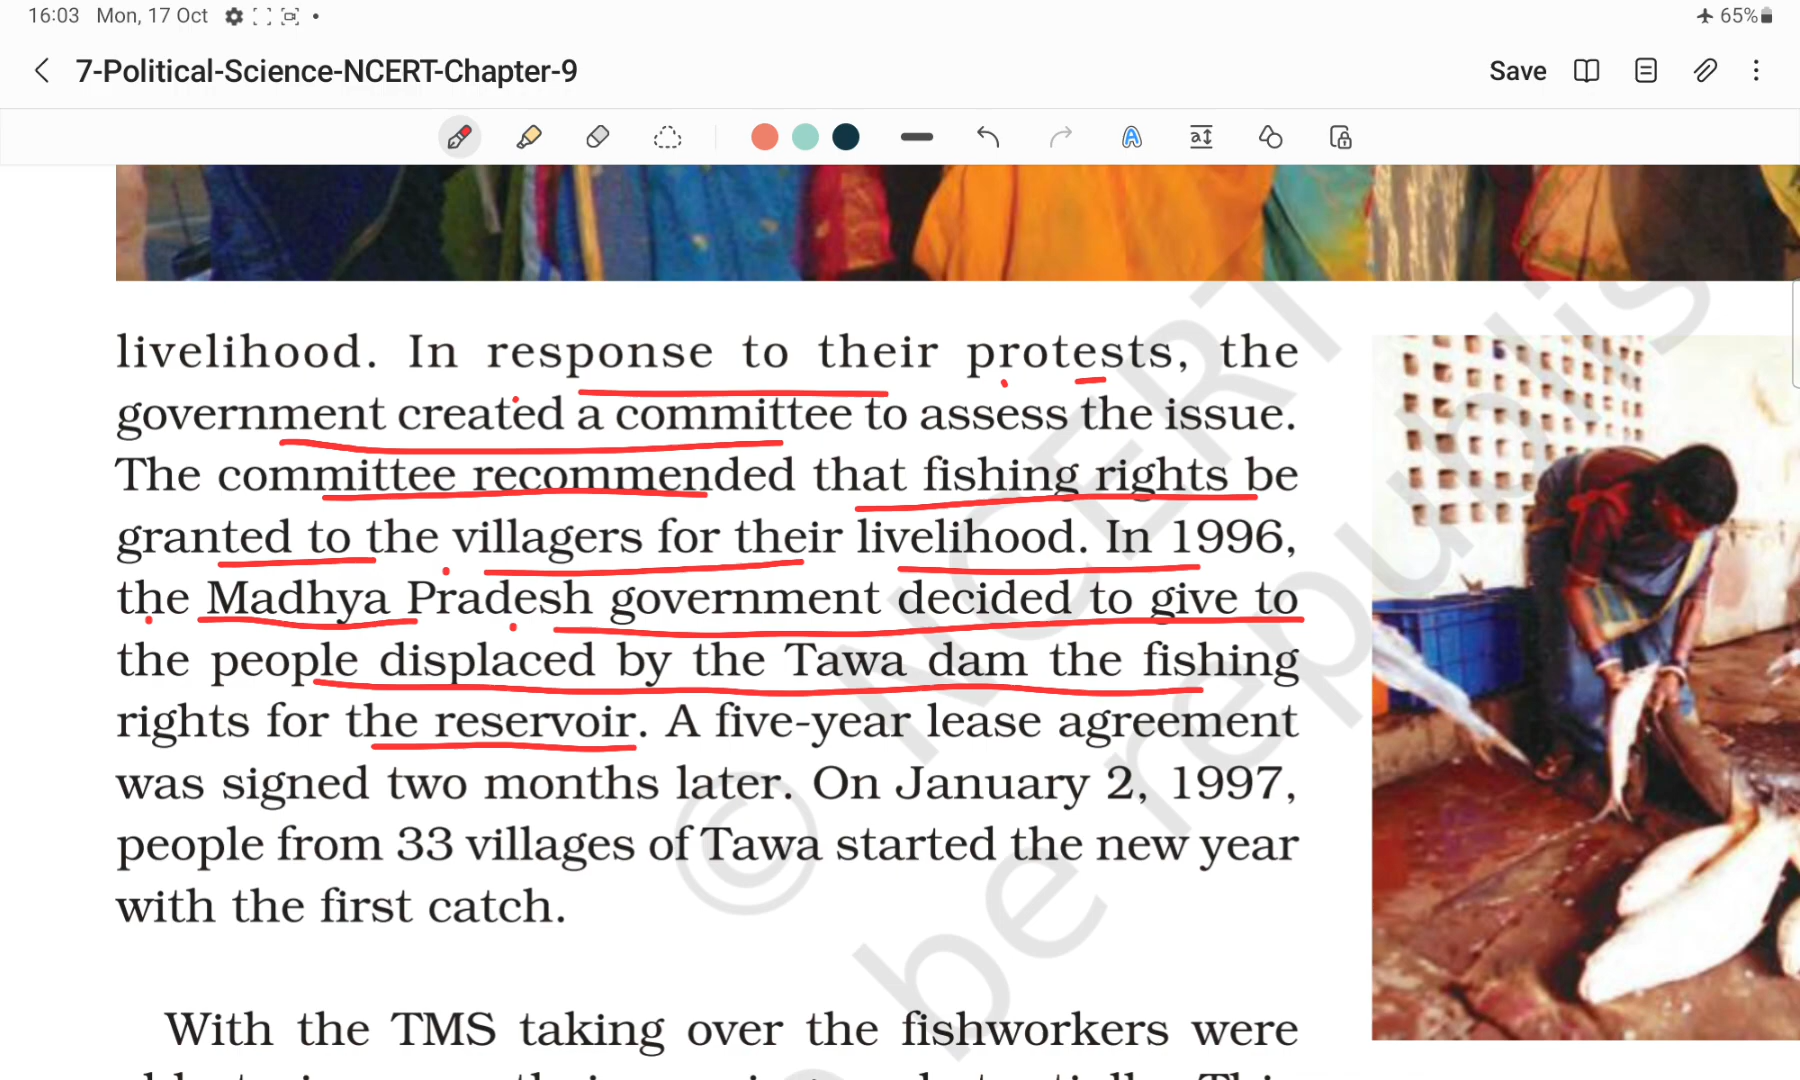 16:03 Mon, 17 Oct
65%
7-Political-Science-NCERT-Chapter-9
Save
livelihood. In response to their protests, the
government created a committee to assess the issue.
The committee recommended that fishing rights be
granted to the villagers for their livelihood. In 1996,
the Madhya Pradesh government decided to give to
the people displaced by the Tawa dam the fishing
rights for the reservoir. A five-year lease agreement
was signed two months later. On January 2, 1997,
people from 33 villages of Tawa started the new year
with the first catch.
With the TMS taking over the fishworkers were
© NCERT
be republis